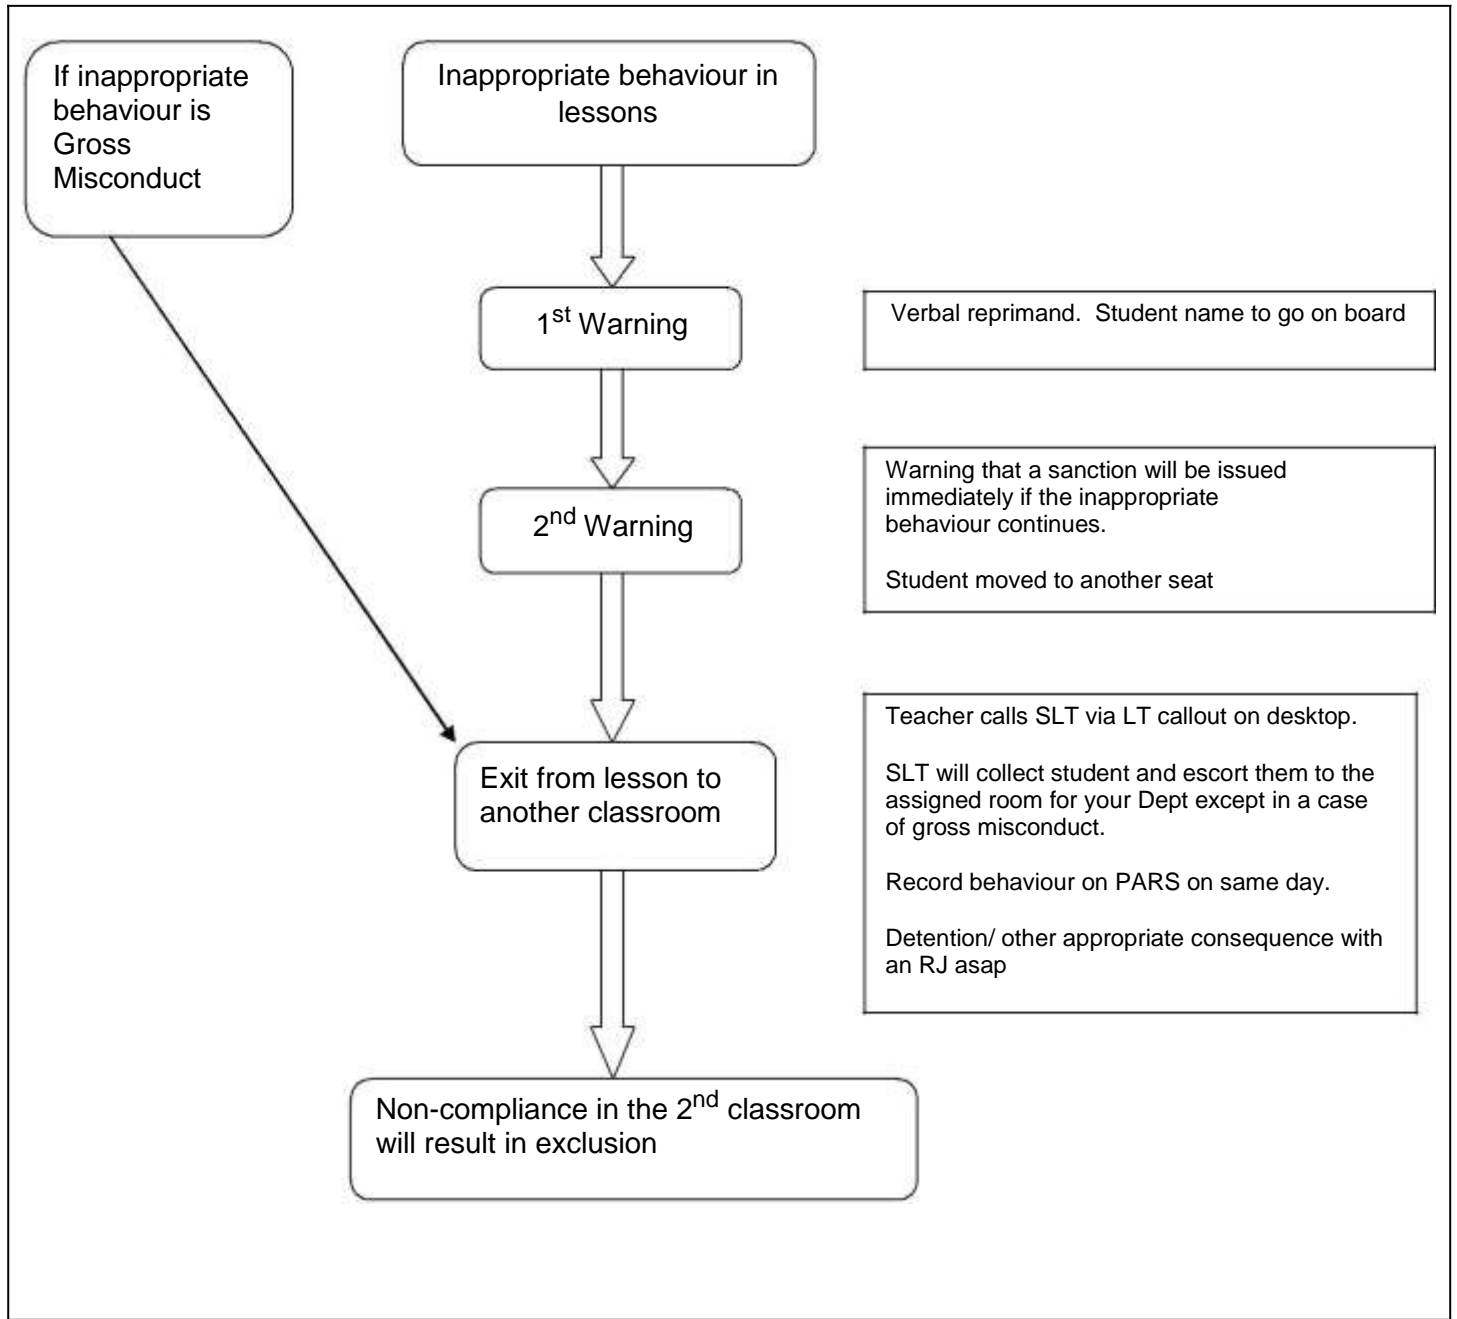 If inappropriate
behaviour is
Gross
Misconduct
Inappropriate behaviour in
lessons
1st Warning
Verbal reprimand.  Student name to go on board
2nd Warning
Warning that a sanction will be issued
immediately if the inappropriate
behaviour continues.
Student moved to another seat
Exit from lesson to
another classroom
Teacher calls SLT via LT callout on desktop.
SLT will collect student and escort them to the
assigned room for your Dept except in a case
of gross misconduct.
Record behaviour on PARS on same day.
Detention/ other appropriate consequence with
an RJ asap
Non-compliance in the 2nd classroom
will result in exclusion